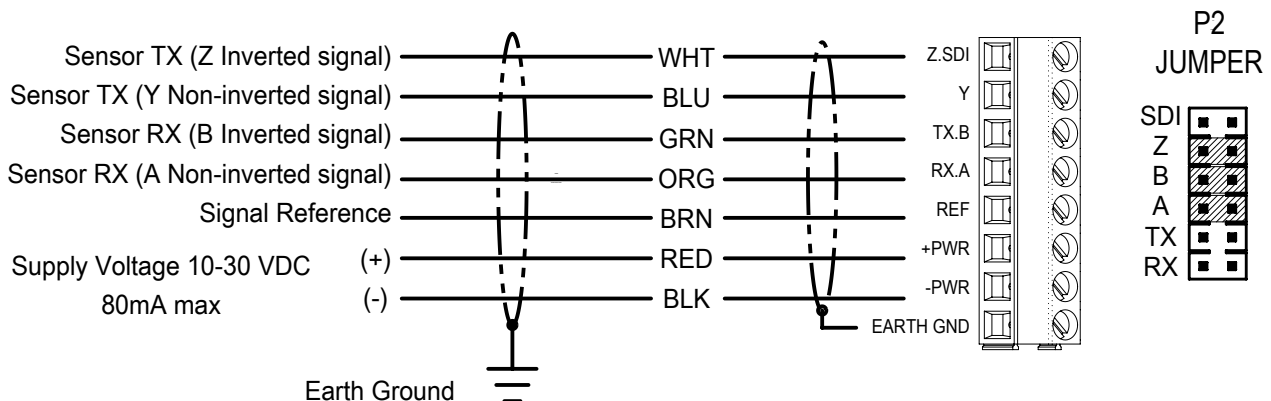 Sensor TX (Z Inverted signal) WHT Z.SDI
Sensor TX (Y Non-inverted signal) BLU Y
Sensor RX (B Inverted signal) GRN TX.B
Sensor RX (A Non-inverted signal) ORG RX.A
Signal Reference BRN REF
Supply Voltage 10-30 VDC (+) RED +PWR
80mA max (-) BLK -PWR
EARTH GND
Earth Ground
P2
JUMPER
SDI
Z
B
A
TX
RX